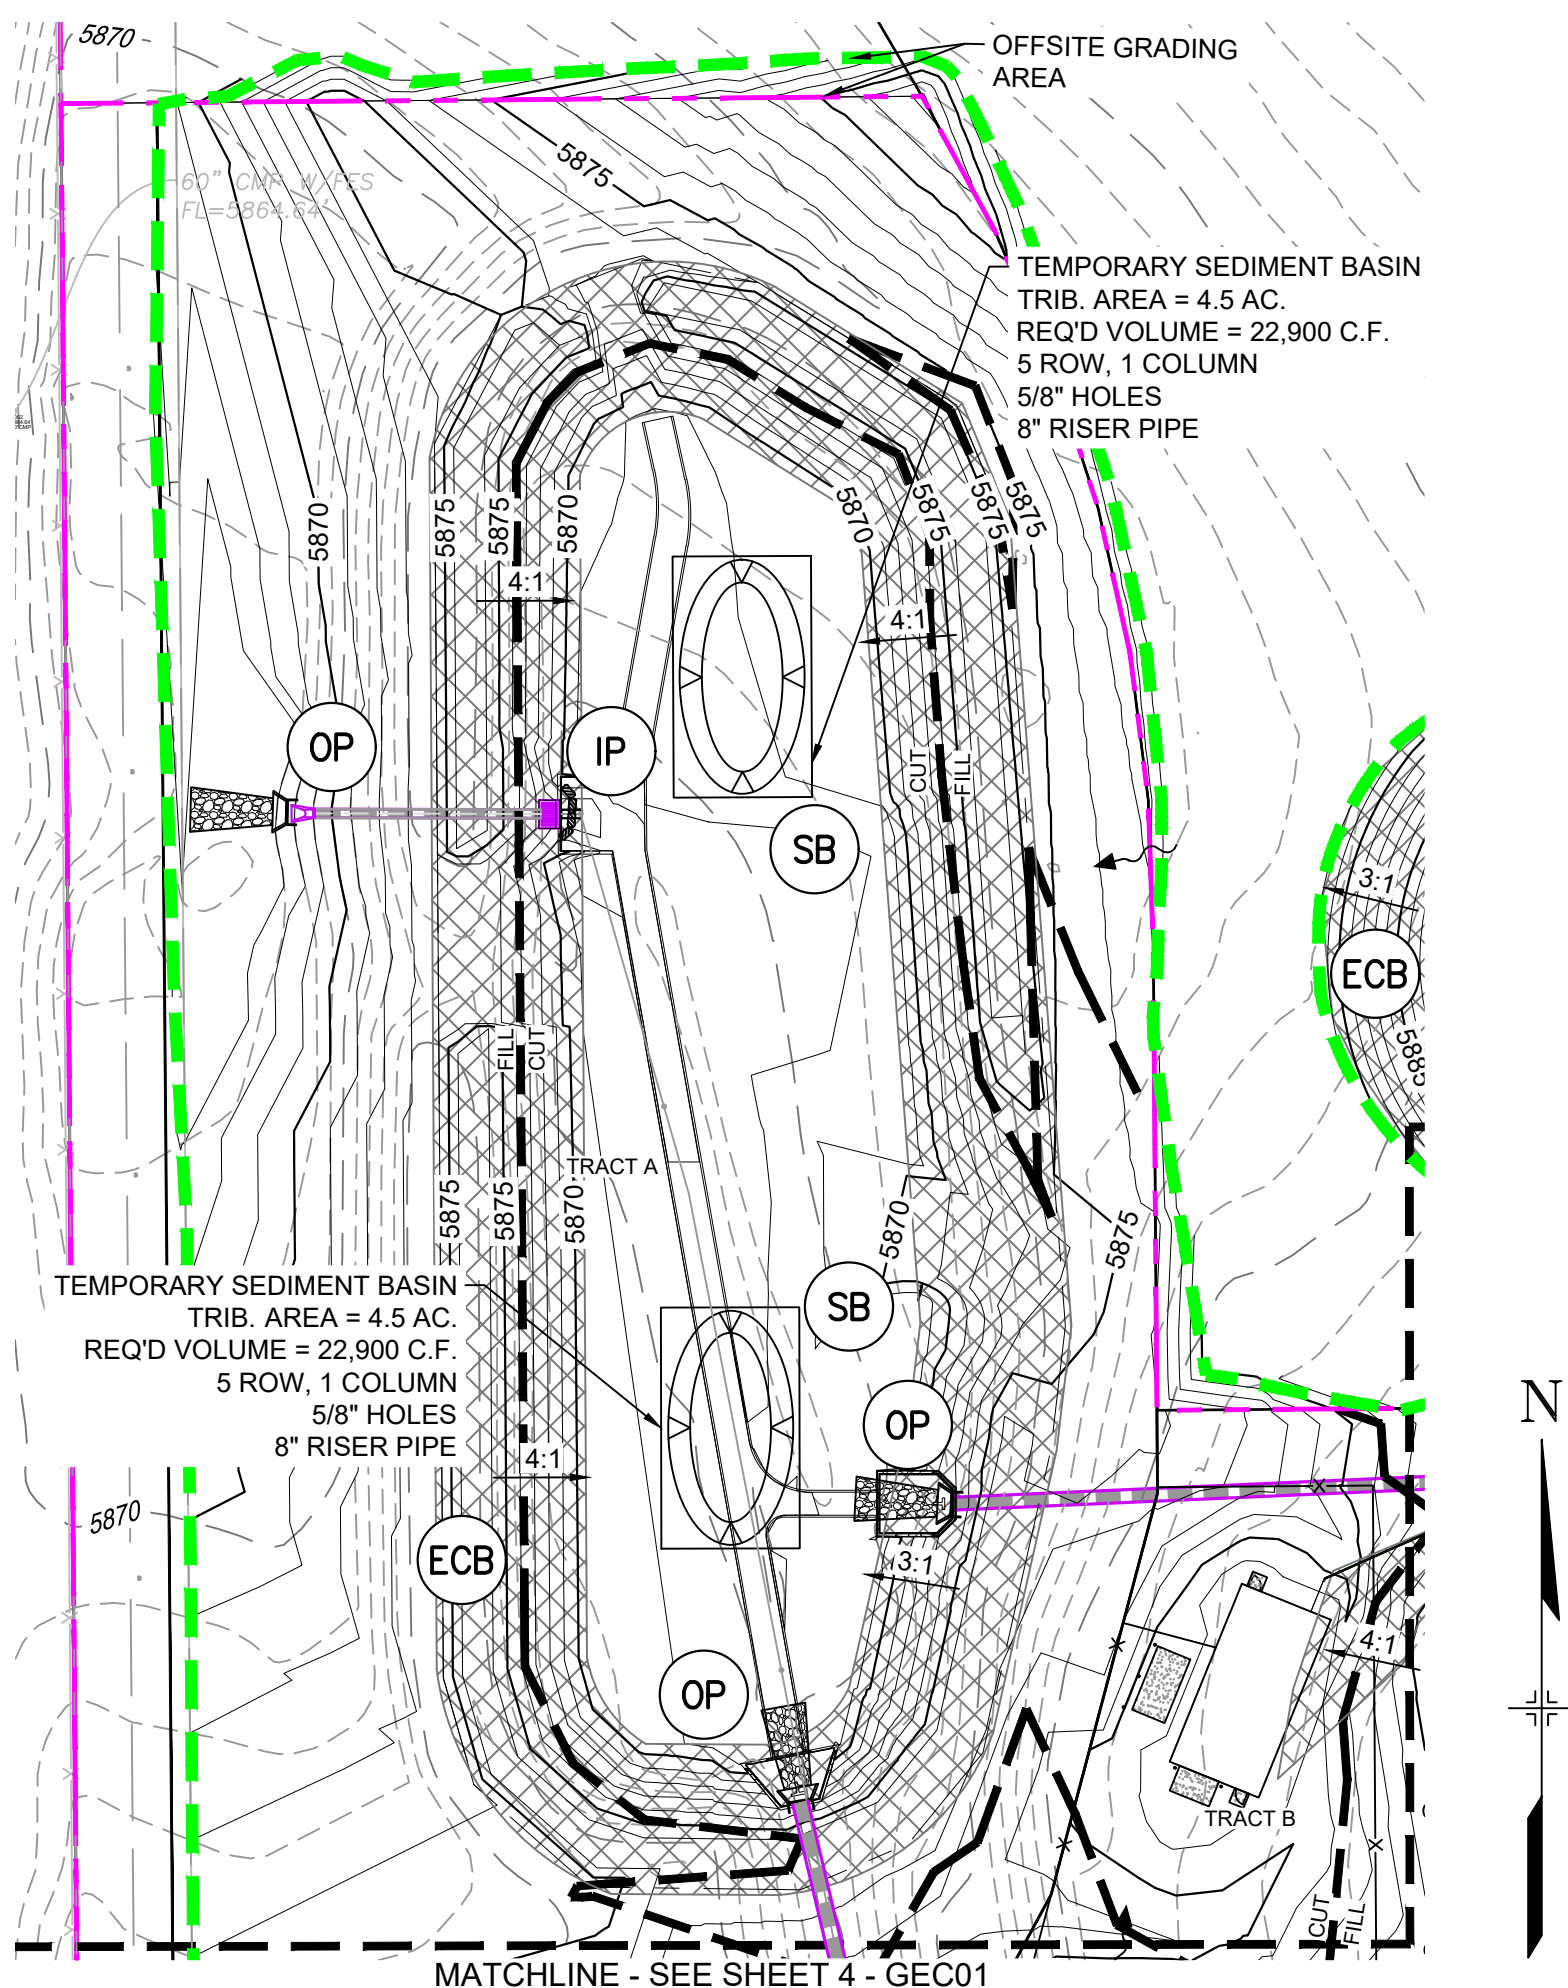 5870
OFFSITE GRADING
AREA
5875
60" CMP W/FES
FL=5864.64'
TEMPORARY SEDIMENT BASIN
TRIB. AREA = 4.5 AC.
REQ'D VOLUME = 22,900 C.F.
5 ROW, 1 COLUMN
5/8" HOLES
8" RISER PIPE
5870
5875
5875
5870
5870
5875
5875
5875
4:1
4:1
OP
IP
CUT
FILL
SB
3:1
ECB
FILL
CUT
TRACT A
5875
5875
5870
5870
5875
TEMPORARY SEDIMENT BASIN
TRIB. AREA = 4.5 AC.
REQ'D VOLUME = 22,900 C.F.
5 ROW, 1 COLUMN
5/8" HOLES
8" RISER PIPE
SB
OP
N
4:1
5870
ECB
3:1
X
X
4:1
OP
TRACT B
X
X
CUT
FILL
MATCHLINE - SEE SHEET 4 - GEC01